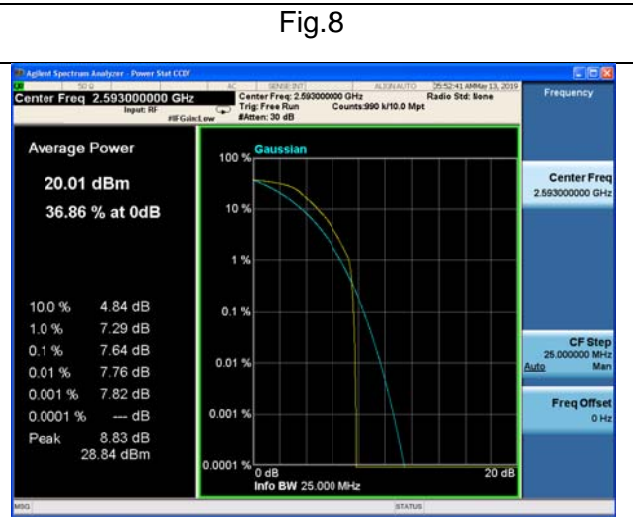 Fig.8
Agilent Spectrum Analyzer - Power Stat CCDF
50 Ω AC SENSE:INT ALIGNAUTO 05:52:41 AMMay 13, 2019
Center Freq 2.593000000 GHz
Input: RF
#IFGain:Low
Center Freq: 2.593000000 GHz
Radio Std: None
Trig: Free Run Counts:990 k/10.0 Mpt
#Atten: 30 dB
Average Power
20.01 dBm
36.86 % at 0dB
10.0 % 4.84 dB
1.0 % 7.29 dB
0.1 % 7.64 dB
0.01 % 7.76 dB
0.001 % 7.82 dB
0.0001 % --- dB
Peak 8.83 dB
28.84 dBm
Gaussian
100 %
10 %
1 %
0.1 %
0.01 %
0.001 %
0.0001 %
0 dB 20 dB
Info BW 25.000 MHz
Frequency
Center Freq
2.593000000 GHz
CF Step
25.000000 MHz
Auto Man
Freq Offset
0 Hz
MSG STATUS